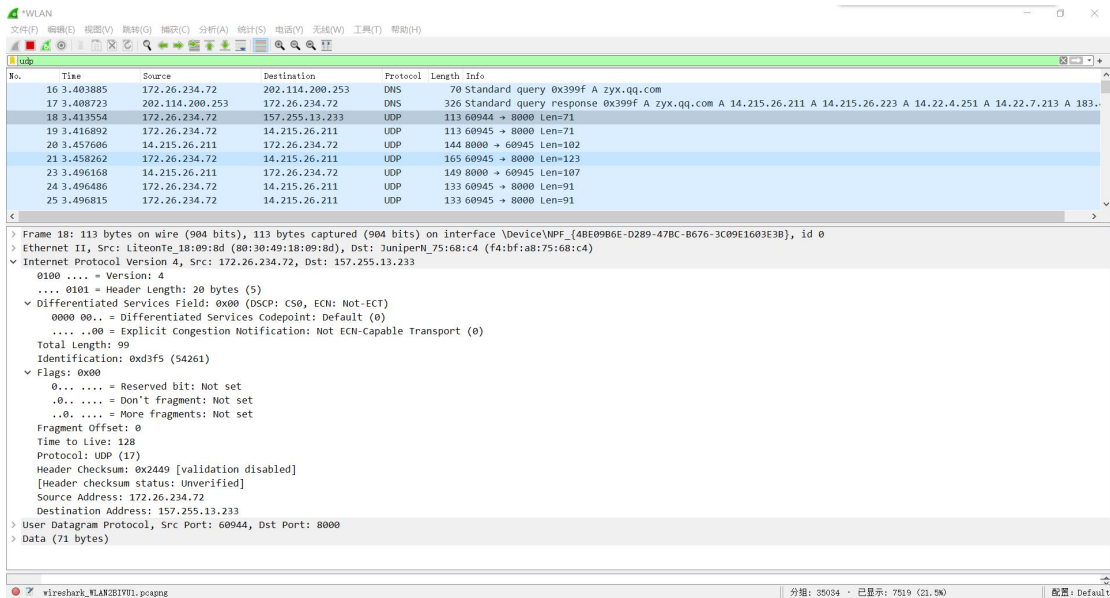 *WLAN
文件(F) 编辑(E) 视图(V) 跳转(G) 捕获(C) 分析(A) 统计(S) 电话(Y) 无线(W) 工具(T) 帮助(H)
udp
No. Time Source Destination Protocol Length Info
16 3.403885 172.26.234.72 202.114.200.253 DNS 70 Standard query 0x399f A zyx.qq.com
17 3.408723 202.114.200.253 172.26.234.72 DNS 326 Standard query response 0x399f A zyx.qq.com A 14.215.26.211 A 14.215.26.223 A 14.22.4.251 A 14.22.7.213 A 183.
18 3.413554 172.26.234.72 157.255.13.233 UDP 113 60944 → 8000 Len=71
19 3.416892 172.26.234.72 14.215.26.211 UDP 113 60945 → 8000 Len=71
20 3.457606 14.215.26.211 172.26.234.72 UDP 144 8000 → 60945 Len=102
21 3.458262 172.26.234.72 14.215.26.211 UDP 165 60945 → 8000 Len=123
23 3.496168 14.215.26.211 172.26.234.72 UDP 149 8000 → 60945 Len=107
24 3.496486 172.26.234.72 14.215.26.211 UDP 133 60945 → 8000 Len=91
25 3.496815 172.26.234.72 14.215.26.211 UDP 133 60945 → 8000 Len=91
Frame 18: 113 bytes on wire (904 bits), 113 bytes captured (904 bits) on interface \Device\NPF_{4BE09B6E-D289-47BC-B676-3C09E1603E3B}, id 0
Ethernet II, Src: LiteonTe_18:09:8d (80:30:49:18:09:8d), Dst: JuniperN_75:68:c4 (f4:bf:a8:75:68:c4)
Internet Protocol Version 4, Src: 172.26.234.72, Dst: 157.255.13.233
0100 .... = Version: 4
.... 0101 = Header Length: 20 bytes (5)
Differentiated Services Field: 0x00 (DSCP: CS0, ECN: Not-ECT)
0000 00.. = Differentiated Services Codepoint: Default (0)
.... ..00 = Explicit Congestion Notification: Not ECN-Capable Transport (0)
Total Length: 99
Identification: 0xd3f5 (54261)
Flags: 0x00
0... .... = Reserved bit: Not set
.0.. .... = Don't fragment: Not set
..0. .... = More fragments: Not set
Fragment Offset: 0
Time to Live: 128
Protocol: UDP (17)
Header Checksum: 0x2449 [validation disabled]
[Header checksum status: Unverified]
Source Address: 172.26.234.72
Destination Address: 157.255.13.233
User Datagram Protocol, Src Port: 60944, Dst Port: 8000
Data (71 bytes)
wireshark_WLAN2BIVU1.pcapng 分组: 35034 · 已显示: 7519 (21.5%) 配置: Default